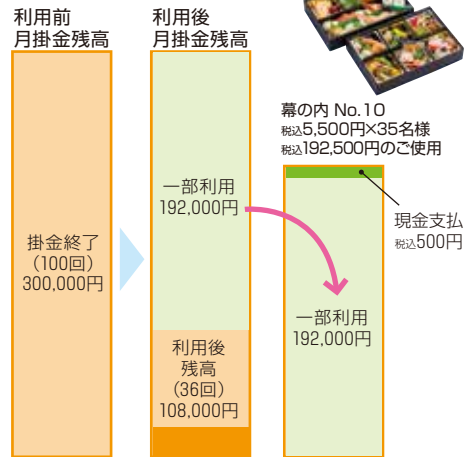 利用前
月掛金残高
利用後
月掛金残高
幕の内 No.10
税込5,500円×35名様
税込192,500円のご使用
掛金終了
（100回）
300,000円
一部利用
192,000円
利用後
残高
（36回）
108,000円
現金支払
税込500円
一部利用
192,000円